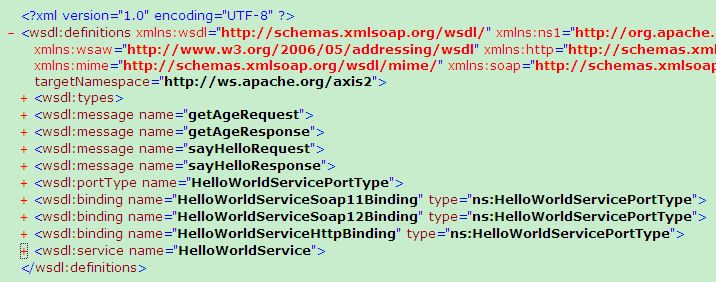 <?xml version="1.0" encoding="UTF-8" ?>
- <wsdl:definitions xmlns:wsdl="http://schemas.xmlsoap.org/wsdl/" xmlns:ns1="http://org.apache.
xmlns:wsaw="http://www.w3.org/2006/05/addressing/wsdl" xmlns:http="http://schemas.xml
xmlns:mime="http://schemas.xmlsoap.org/wsdl/mime/" xmlns:soap="http://schemas.xmlsoap
targetNamespace="http://ws.apache.org/axis2">
+ <wsdl:types>
+ <wsdl:message name="getAgeRequest">
+ <wsdl:message name="getAgeResponse">
+ <wsdl:message name="sayHelloRequest">
+ <wsdl:message name="sayHelloResponse">
+ <wsdl:portType name="HelloWorldServicePortType">
+ <wsdl:binding name="HelloWorldServiceSoap11Binding" type="ns:HelloWorldServicePortType">
+ <wsdl:binding name="HelloWorldServiceSoap12Binding" type="ns:HelloWorldServicePortType">
+ <wsdl:binding name="HelloWorldServiceHttpBinding" type="ns:HelloWorldServicePortType">
+ <wsdl:service name="HelloWorldService">
</wsdl:definitions>